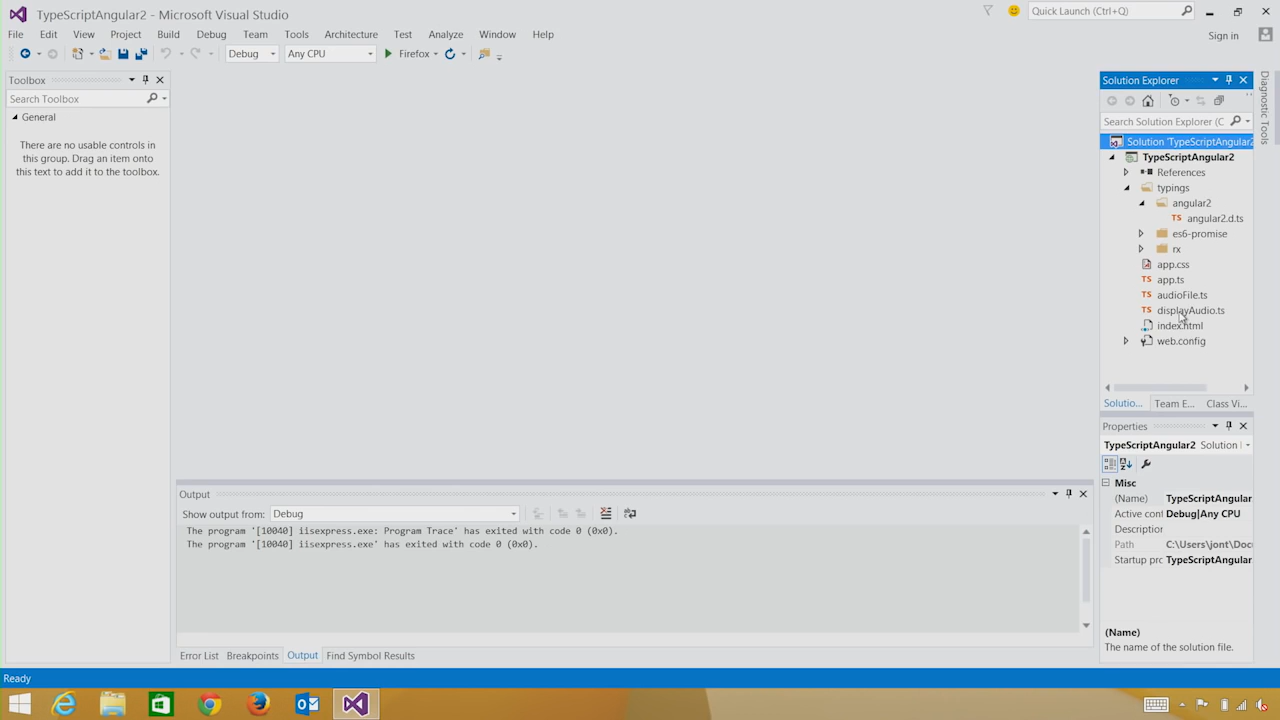 TypeScriptAngular2 - Microsoft Visual Studio
Quick Launch (Ctrl+Q)
File Edit View Project Build Debug Team Tools Architecture Test Analyze Window Help
Sign in
Debug Any CPU Firefox
Toolbox
Search Toolbox
General
There are no usable controls in
this group. Drag an item onto
this text to add it to the toolbox.
Solution Explorer
Search Solution Explorer (C
Solution 'TypeScriptAngular2
TypeScriptAngular2
References
typings
angular2
TS angular2.d.ts
es6-promise
rx
app.css
TS app.ts
TS audioFile.ts
TS displayAudio.ts
index.html
web.config
Solutio... Team E... Class Vi...
Diagnostic Tools
Properties
TypeScriptAngular2 Solution
Misc
(Name) TypeScriptAngular
Active cont Debug|Any CPU
Description
Path C:\Users\jont\Doc
Startup pro TypeScriptAngular
(Name)
The name of the solution file.
Output
Show output from: Debug
The program '[10040] iisexpress.exe: Program Trace' has exited with code 0 (0x0).
The program '[10040] iisexpress.exe' has exited with code 0 (0x0).
Error List Breakpoints Output Find Symbol Results
Ready